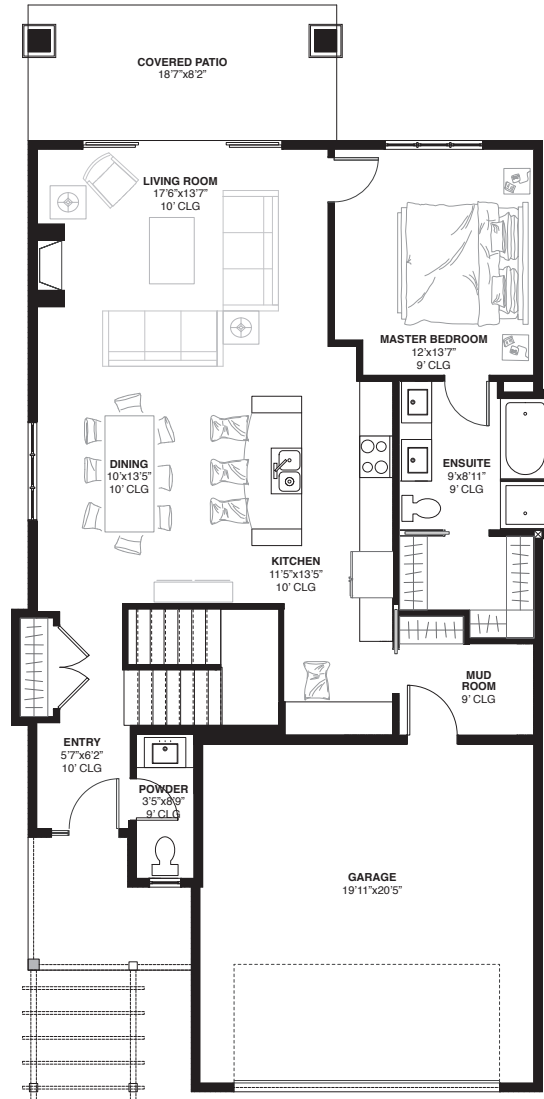 COVERED PATIO
18'7"x8'2"
LIVING ROOM
17'6"x13'7"
10' CLG
MASTER BEDROOM
12'x13'7"
9' CLG
DINING
10'x13'5"
10' CLG
ENSUITE
9'x8'11"
9' CLG
KITCHEN
11'5"x13'5"
10' CLG
MUD
ROOM
9' CLG
ENTRY
5'7"x6'2"
10' CLG
POWDER
3'5"x8'9"
9' CLG
GARAGE
19'11"x20'5"